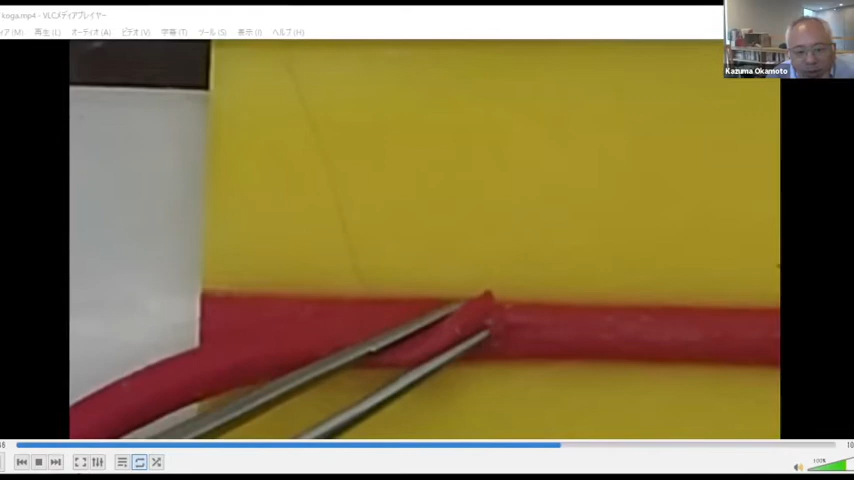 koga.mp4 - VLCメディアプレイヤー
ィア(M) 再生(L) オーディオ(A) ビデオ(V) 字幕(T) ツール(S) 表示(I) ヘルプ(H)
Kazuma Okamoto
100%